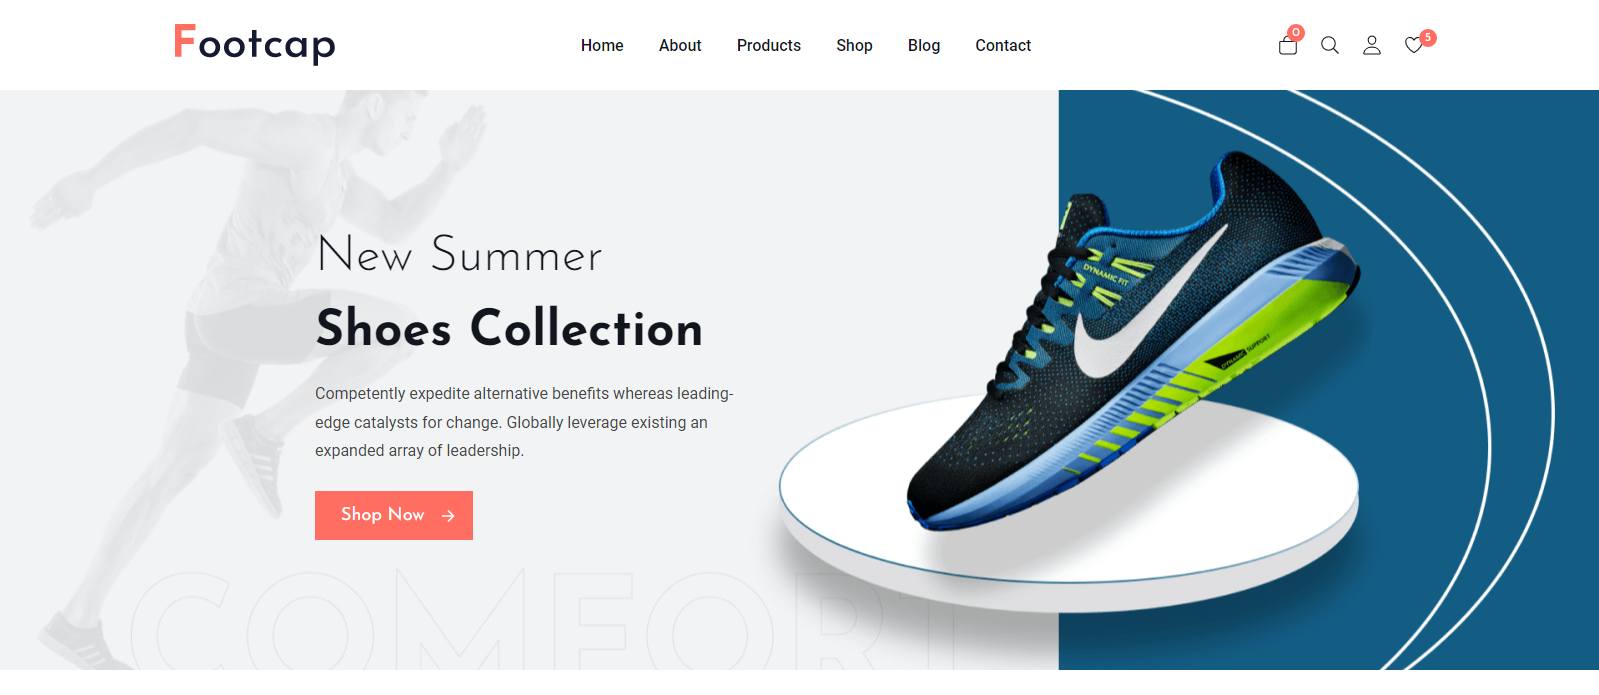 Footcap
Home About Products Shop Blog Contact
0
5
New Summer
Shoes Collection
Competently expedite alternative benefits whereas leading-
edge catalysts for change. Globally leverage existing an
expanded array of leadership.
Shop Now
COMFORT
DYNAMIC FIT
DYNAMIC SUPPORT